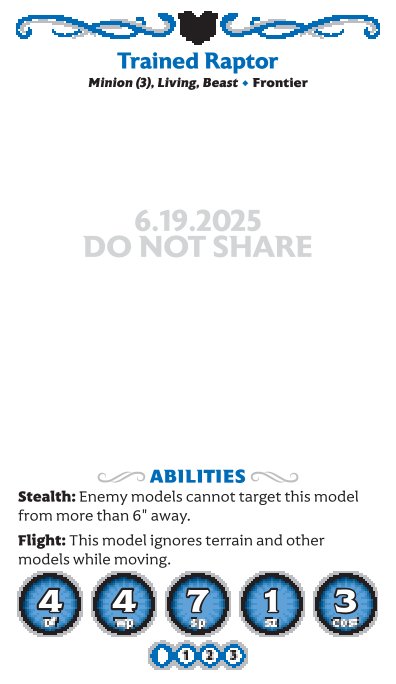 Trained Raptor
Minion (3), Living, Beast ♦ Frontier
6.19.2025
DO NOT SHARE
ABILITIES
Stealth: Enemy models cannot target this model
from more than 6" away.
Flight: This model ignores terrain and other
models while moving.
4 4 7 1 3
Df Wp Sp Sz Cost
1 2 3